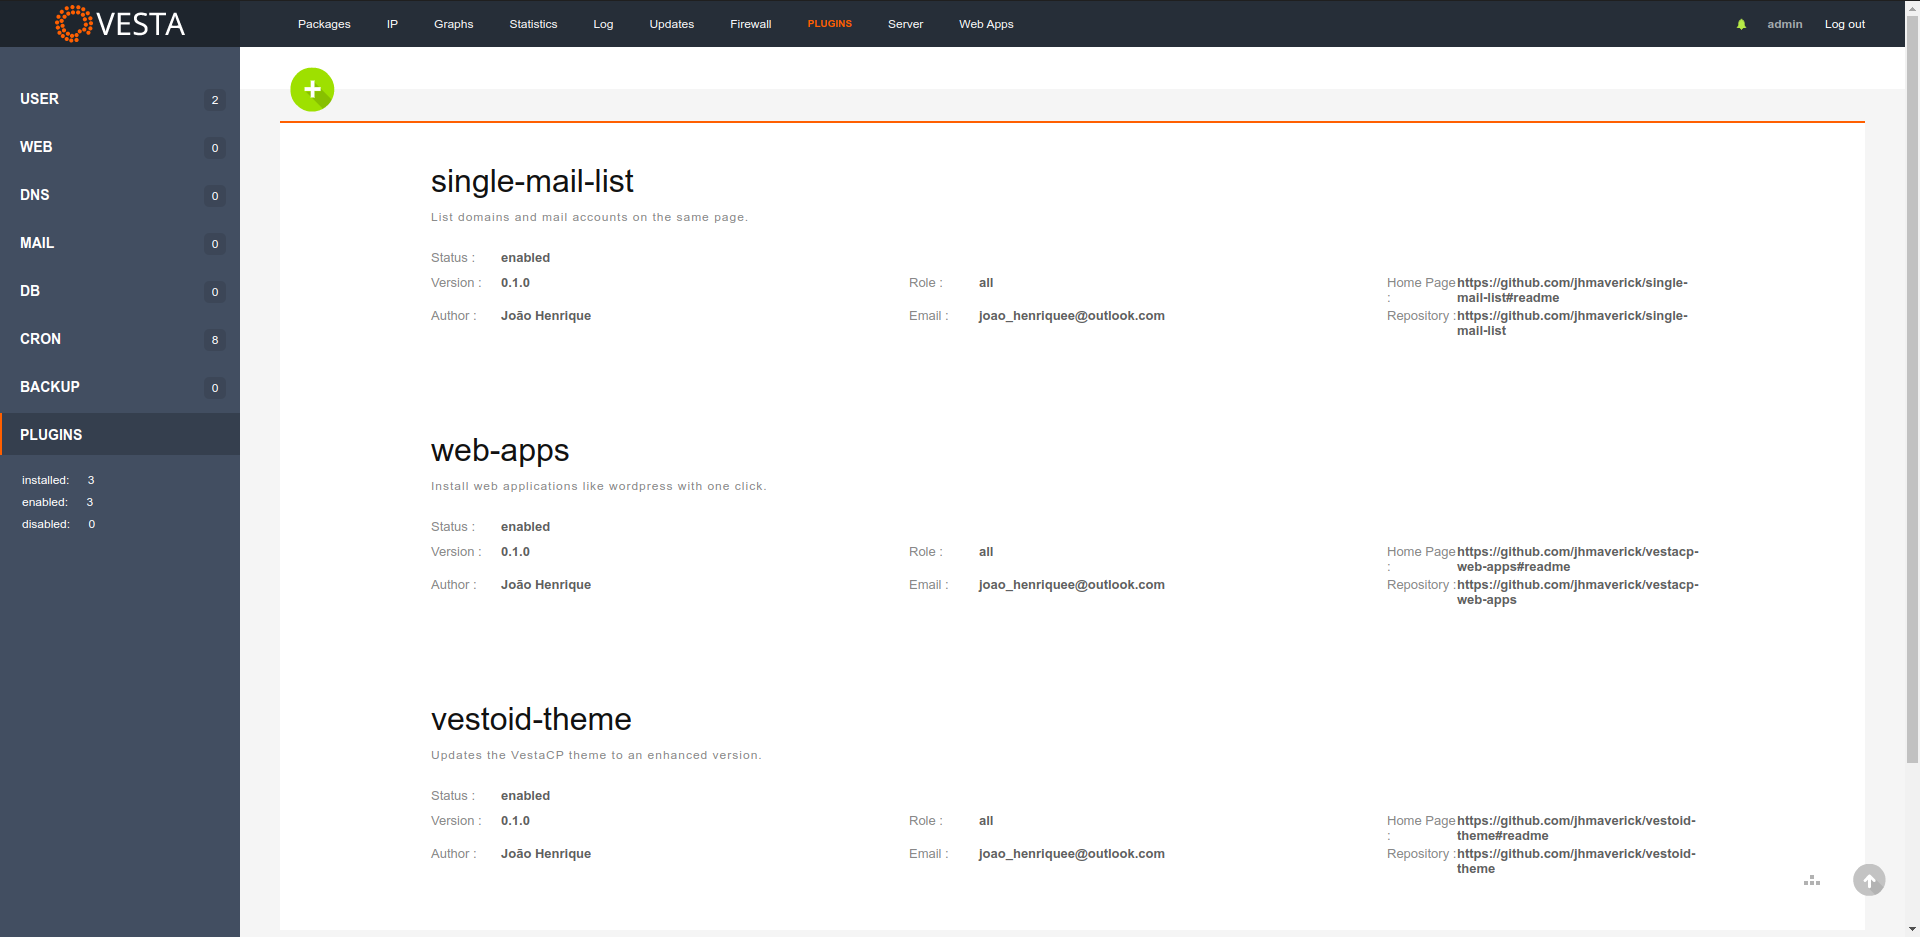 VESTA
Packages IP Graphs Statistics Log Updates Firewall PLUGINS Server Web Apps admin Log out
USER 2
WEB 0
DNS 0
MAIL 0
DB 0
CRON 8
BACKUP 0
PLUGINS
installed: 3
enabled: 3
disabled: 0
single-mail-list
List domains and mail accounts on the same page.
Status : enabled
Version : 0.1.0 Role : all Home Page : https://github.com/jhmaverick/single-
mail-list#readme
Author : João Henrique Email : joao_henriquee@outlook.com Repository : https://github.com/jhmaverick/single-
mail-list
web-apps
Install web applications like wordpress with one click.
Status : enabled
Version : 0.1.0 Role : all Home Page : https://github.com/jhmaverick/vestacp-
web-apps#readme
Author : João Henrique Email : joao_henriquee@outlook.com Repository : https://github.com/jhmaverick/vestacp-
web-apps
vestoid-theme
Updates the VestaCP theme to an enhanced version.
Status : enabled
Version : 0.1.0 Role : all Home Page : https://github.com/jhmaverick/vestoid-
theme#readme
Author : João Henrique Email : joao_henriquee@outlook.com Repository : https://github.com/jhmaverick/vestoid-
theme